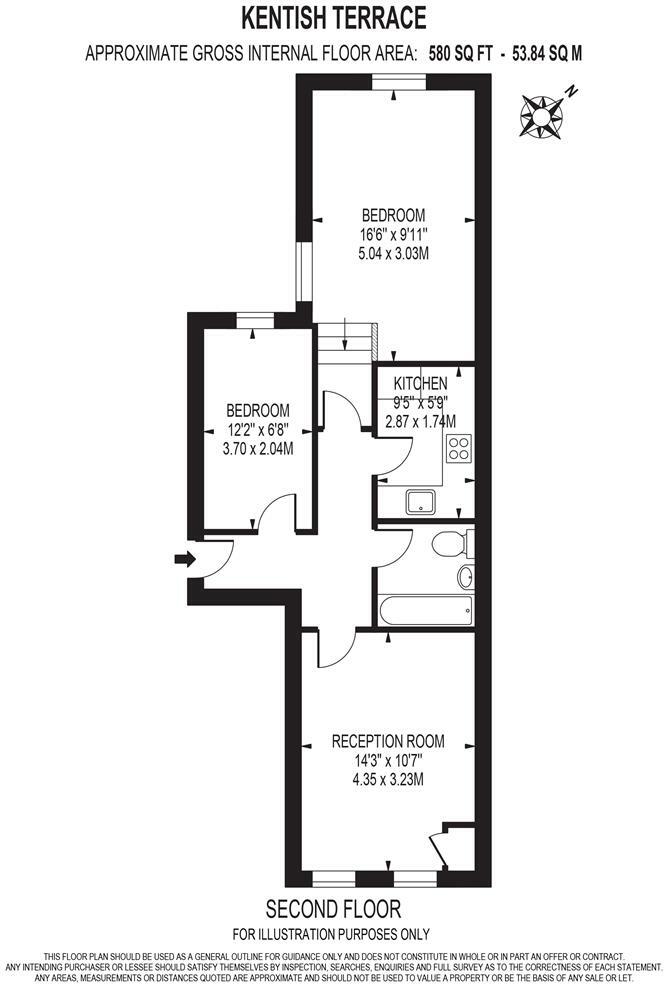 KENTISH TERRACE
APPROXIMATE GROSS INTERNAL FLOOR AREA: 580 SQ FT - 53.84 SQ M
N
BEDROOM
16'6" x 9'11"
5.04 x 3.03M
KITCHEN
9'5" x 5'9"
2.87 x 1.74M
BEDROOM
12'2" x 6'8"
3.70 x 2.04M
RECEPTION ROOM
14'3" x 10'7"
4.35 x 3.23M
SECOND FLOOR
FOR ILLUSTRATION PURPOSES ONLY
THIS FLOOR PLAN SHOULD BE USED AS A GENERAL OUTLINE FOR GUIDANCE ONLY AND DOES NOT CONSTITUTE IN WHOLE OR IN PART AN OFFER OR CONTRACT.
ANY INTENDING PURCHASER OR LESSEE SHOULD SATISFY THEMSELVES BY INSPECTION, SEARCHES, ENQUIRIES AND FULL SURVEY AS TO THE CORRECTNESS OF EACH STATEMENT.
ANY AREAS, MEASUREMENTS OR DISTANCES QUOTED ARE APPROXIMATE AND SHOULD NOT BE USED TO VALUE A PROPERTY OR BE THE BASIS OF ANY SALE OR LET.